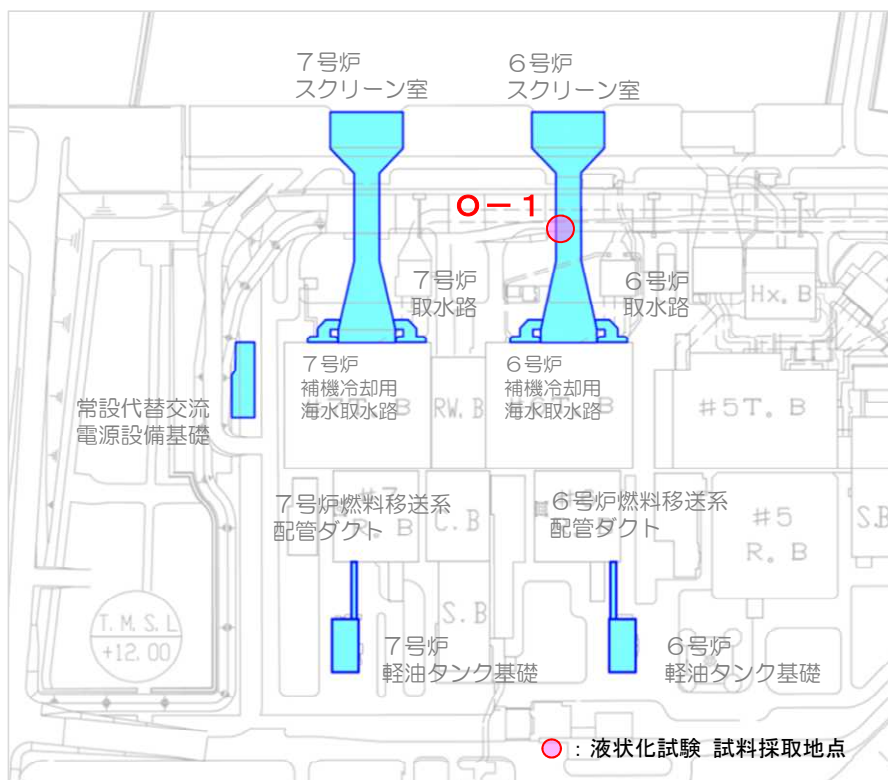 ７号炉
スクリーン室
６号炉
スクリーン室
Ｏ－１
７号炉
取水路
６号炉
取水路
Hx. B
７号炉
補機冷却用
海水取水路
６号炉
補機冷却用
海水取水路
常設代替交流
電源設備基礎
RW. B
#5T. B
７号炉燃料移送系
配管ダクト
６号炉燃料移送系
配管ダクト
R. B
C. B
#5
R. B
S.B
T. M. S. L
+12. 00
S. B
７号炉
軽油タンク基礎
６号炉
軽油タンク基礎
：液状化試験 試料採取地点